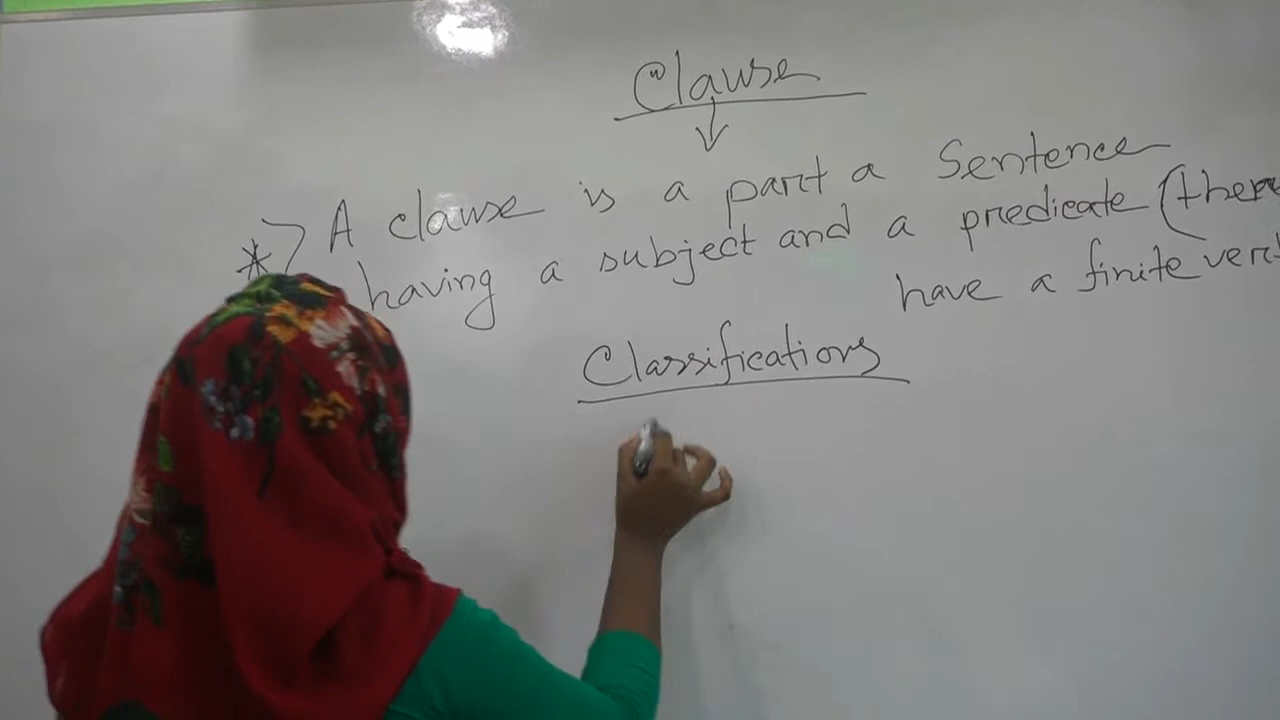 Clause
A clause is a part a Sentence
having a subject and a predicate (there
have a finite verb
Classifications